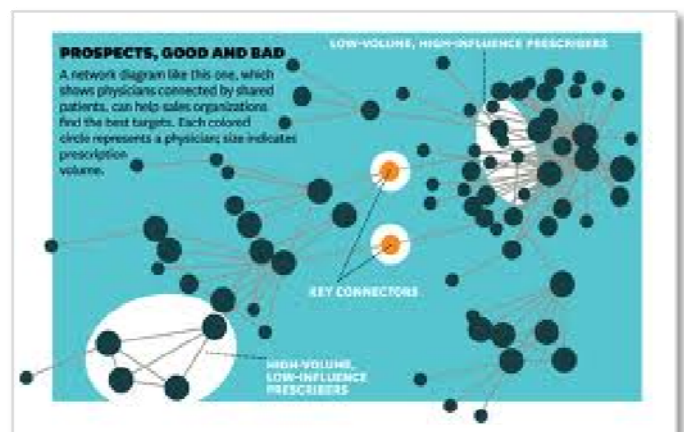 PROSPECTS, GOOD AND BAD
A network diagram like this one, which
shows physicians connected by shared
patients, can help sales organizations
find the best targets. Each colored
circle represents a physician; size indicates
prescription
volume.
LOW-VOLUME, HIGH-INFLUENCE PRESCRIBERS
KEY CONNECTORS
HIGH-VOLUME,
LOW-INFLUENCE
PRESCRIBERS